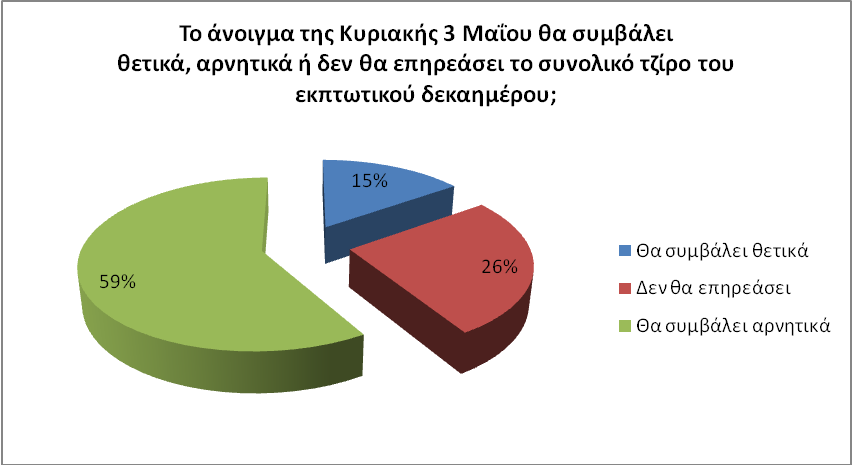 Το άνοιγμα της Κυριακής 3 Μαΐου θα συμβάλει
θετικά, αρνητικά ή δεν θα επηρεάσει το συνολικό τζίρο του
εκπτωτικού δεκαημέρου;
15%
26%
59%
Θα συμβάλει θετικά
Δεν θα επηρεάσει
Θα συμβάλει αρνητικά